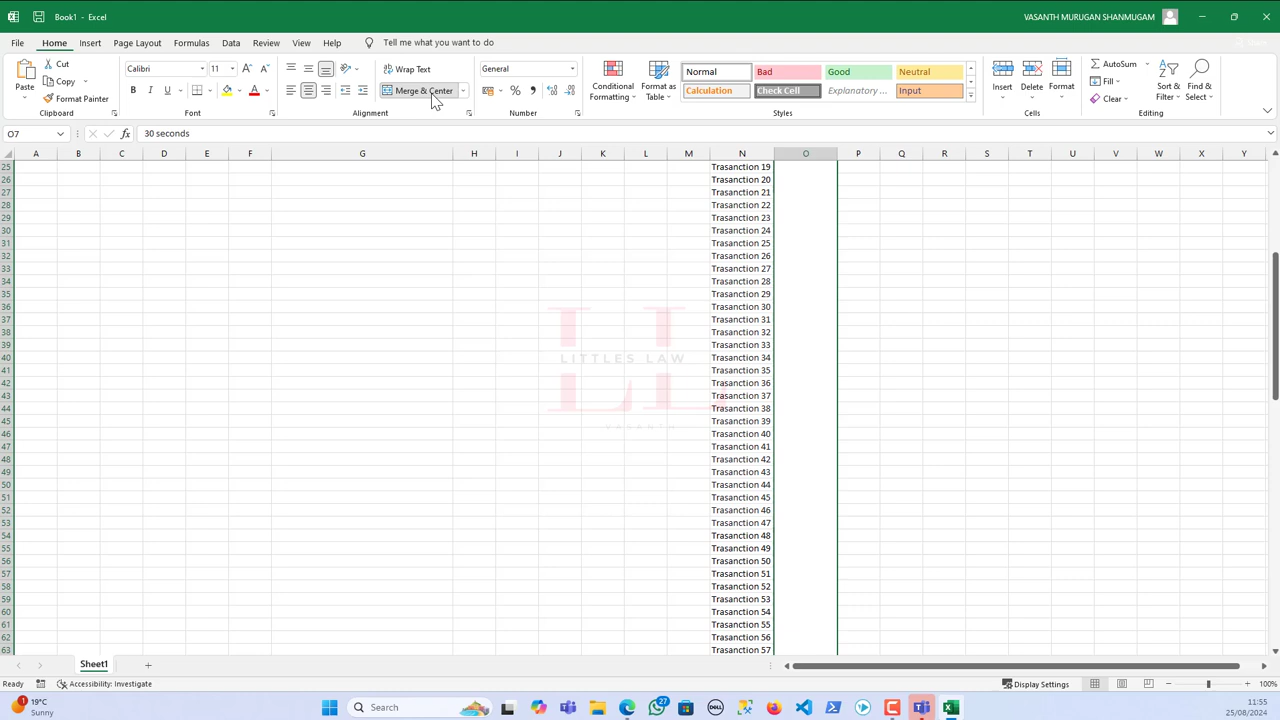 Book1 - Excel
VASANTH MURUGAN SHANMUGAM
File Home Insert Page Layout Formulas Data Review View Help Tell me what you want to do
Share
Paste
Cut
Copy
Format Painter
Clipboard
Calibri 11
B I U
Font
Wrap Text
Merge & Center
Alignment
General
Number
Conditional Formatting
Format as Table
Normal Bad Good Neutral
Calculation Check Cell Explanatory ... Input
Styles
Insert Delete Format
Cells
AutoSum
Fill
Clear
Sort & Filter
Find & Select
Editing
O7 fx 30 seconds
A B C D E F G H I J K L M N O P Q R S T U V W X Y
25 Trasanction 19
26 Trasanction 20
27 Trasanction 21
28 Trasanction 22
29 Trasanction 23
30 Trasanction 24
31 Trasanction 25
32 Trasanction 26
33 Trasanction 27
34 Trasanction 28
35 Trasanction 29
36 Trasanction 30
37 Trasanction 31
38 Trasanction 32
39 Trasanction 33
40 Trasanction 34
41 Trasanction 35
42 Trasanction 36
43 Trasanction 37
44 Trasanction 38
45 Trasanction 39
46 Trasanction 40
47 Trasanction 41
48 Trasanction 42
49 Trasanction 43
50 Trasanction 44
51 Trasanction 45
52 Trasanction 46
53 Trasanction 47
54 Trasanction 48
55 Trasanction 49
56 Trasanction 50
57 Trasanction 51
58 Trasanction 52
59 Trasanction 53
60 Trasanction 54
61 Trasanction 55
62 Trasanction 56
63 Trasanction 57
LL
LITTLES LAW
VASANTH
Sheet1
Ready Accessibility: Investigate Display Settings 100%
19°C
Sunny
Search
27
DELL
11:55
25/08/2024